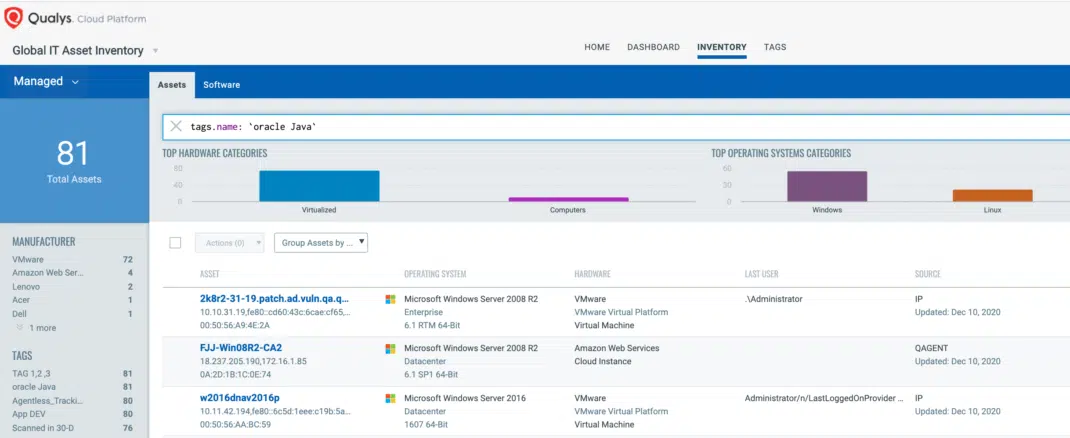 Qualys. Cloud Platform
Global IT Asset Inventory
HOME DASHBOARD INVENTORY TAGS
Managed
Assets Software
tags.name: `oracle Java`
81
Total Assets
TOP HARDWARE CATEGORIES
60
40
0
Virtualized Computers
TOP OPERATING SYSTEMS CATEGORIES
60
30
0
Windows Linux
MANUFACTURER
VMware 72
Amazon Web Ser... 4
Lenovo 2
Acer 1
Dell 1
1 more
TAGS
TAG 1,2 ,3 81
oracle Java 81
Agentless_Tracki... 80
App DEV 80
Scanned in 30-D 76
Actions (0) Group Assets by ...
ASSET OPERATING SYSTEM HARDWARE LAST USER SOURCE
2k8r2-31-19.patch.ad.vuln.qa.q... Microsoft Windows Server 2008 R2 VMware .\Administrator IP
10.10.31.19,fe80::cd60:43c:6cae:cf65,... Enterprise VMware Virtual Platform Updated: Dec 10, 2020
00:50:56:A9:4E:2A 6.1 RTM 64-Bit Virtual Machine
FJJ-Win08R2-CA2 Microsoft Windows Server 2008 R2 Amazon Web Services QAGENT
18.237.205.190,172.16.1.85 Datacenter Cloud Instance Updated: Dec 10, 2020
0A:2D:1B:1C:0E:74 6.1 SP1 64-Bit
w2016dnav2016p Microsoft Windows Server 2016 VMware Administrator/n/LastLoggedOnProvider ... IP
10.11.42.194,fe80::6c5d:1eee:c19b:5a... Datacenter VMware Virtual Platform Updated: Dec 10, 2020
00:50:56:AA:BC:59 1607 64-Bit Virtual Machine